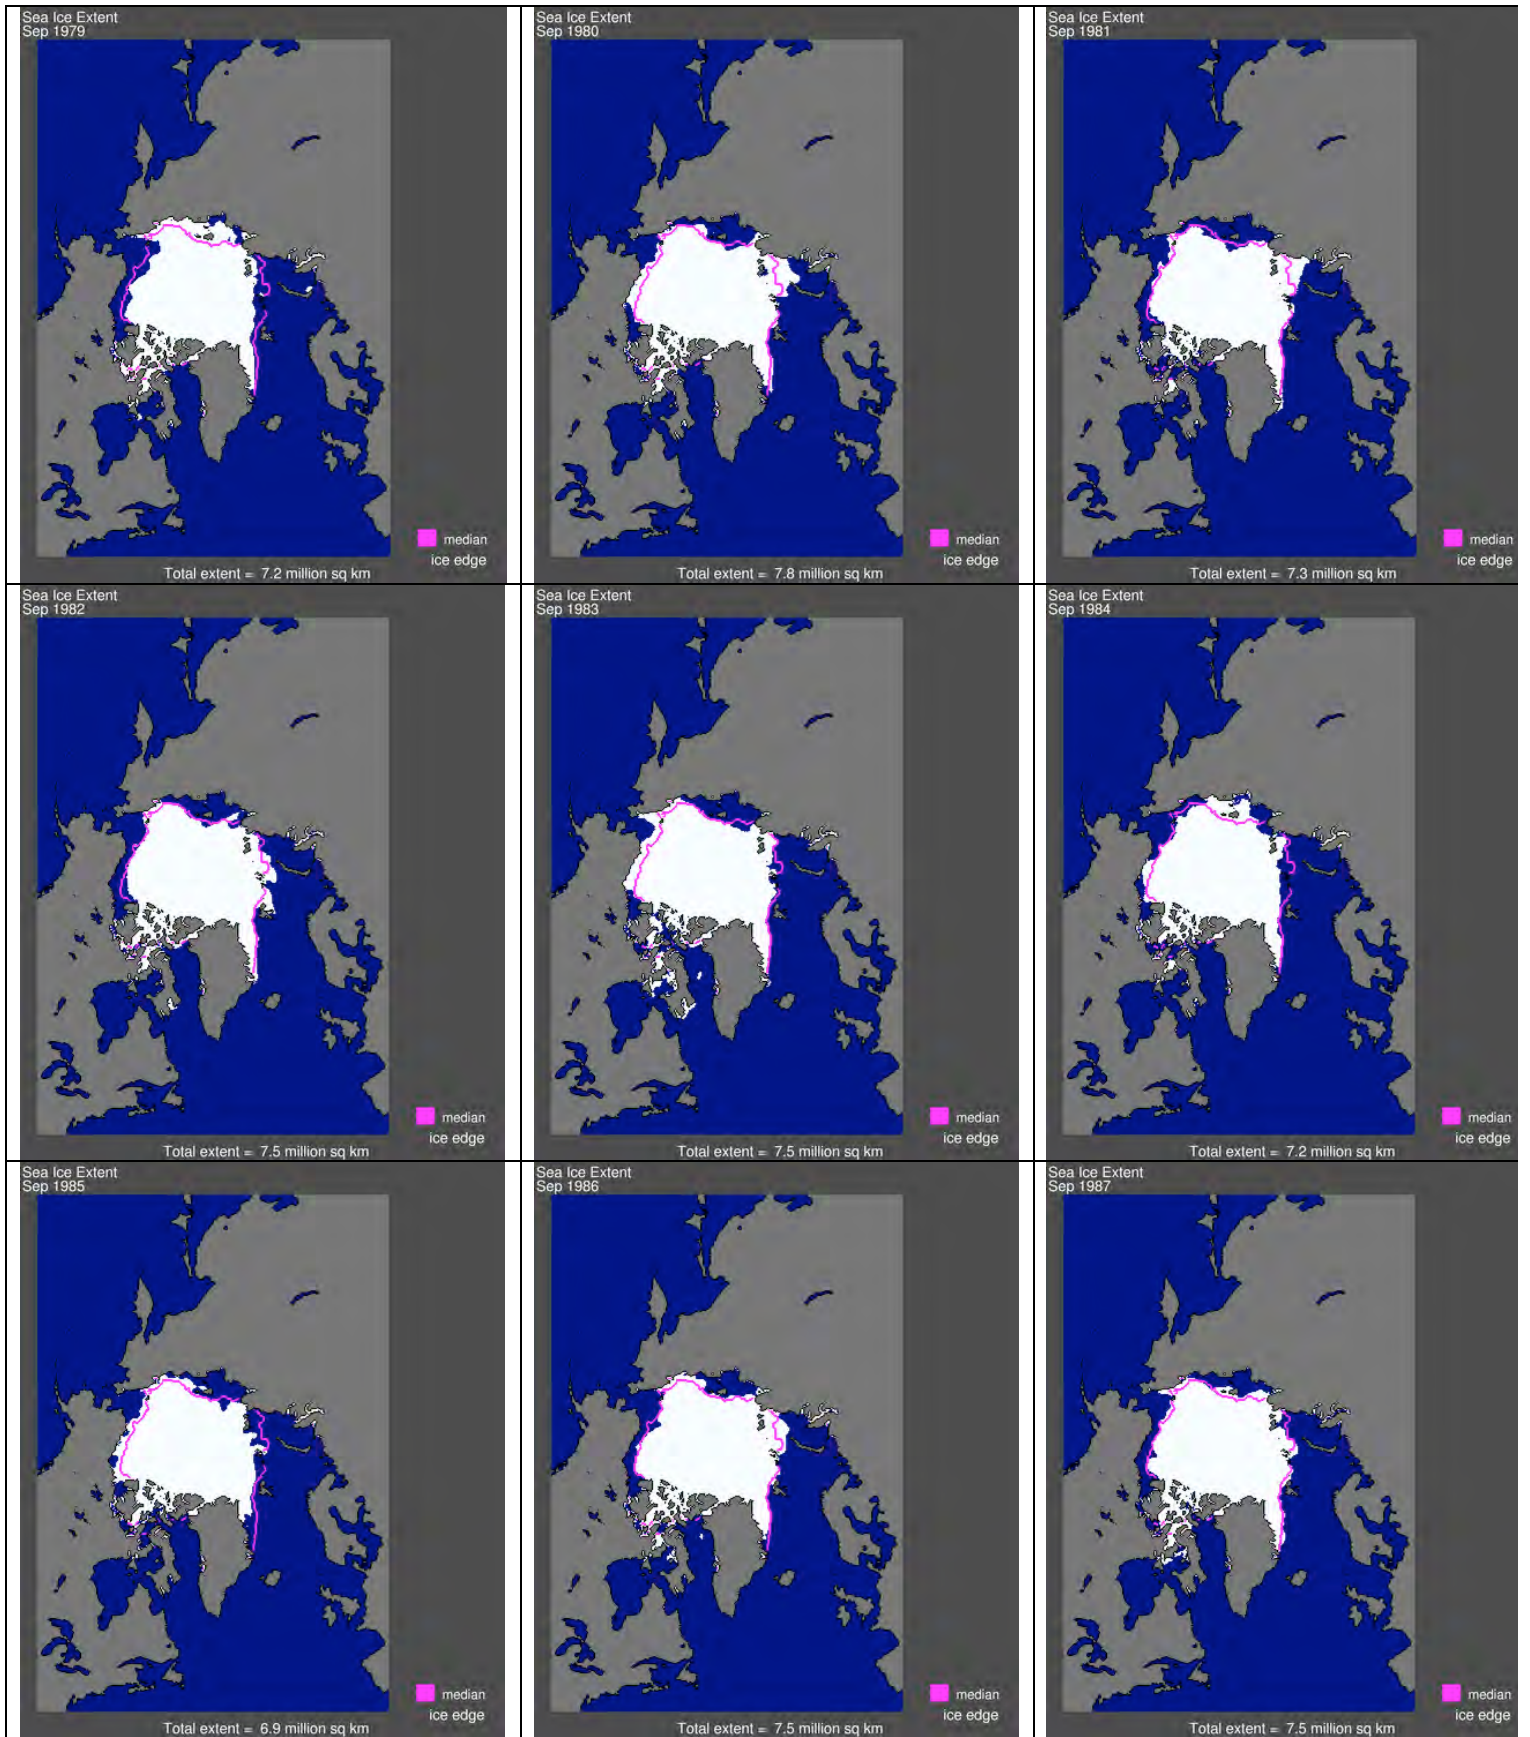 Sea Ice Extent
Sep 1979
median
ice edge
Total extent = 7.2 million sq km
Sea Ice Extent
Sep 1980
median
ice edge
Total extent = 7.8 million sq km
Sea Ice Extent
Sep 1981
median
ice edge
Total extent = 7.3 million sq km
Sea Ice Extent
Sep 1982
median
ice edge
Total extent = 7.5 million sq km
Sea Ice Extent
Sep 1983
median
ice edge
Total extent = 7.5 million sq km
Sea Ice Extent
Sep 1984
median
ice edge
Total extent = 7.2 million sq km
Sea Ice Extent
Sep 1985
median
ice edge
Total extent = 6.9 million sq km
Sea Ice Extent
Sep 1986
median
ice edge
Total extent = 7.5 million sq km
Sea Ice Extent
Sep 1987
median
ice edge
Total extent = 7.5 million sq km